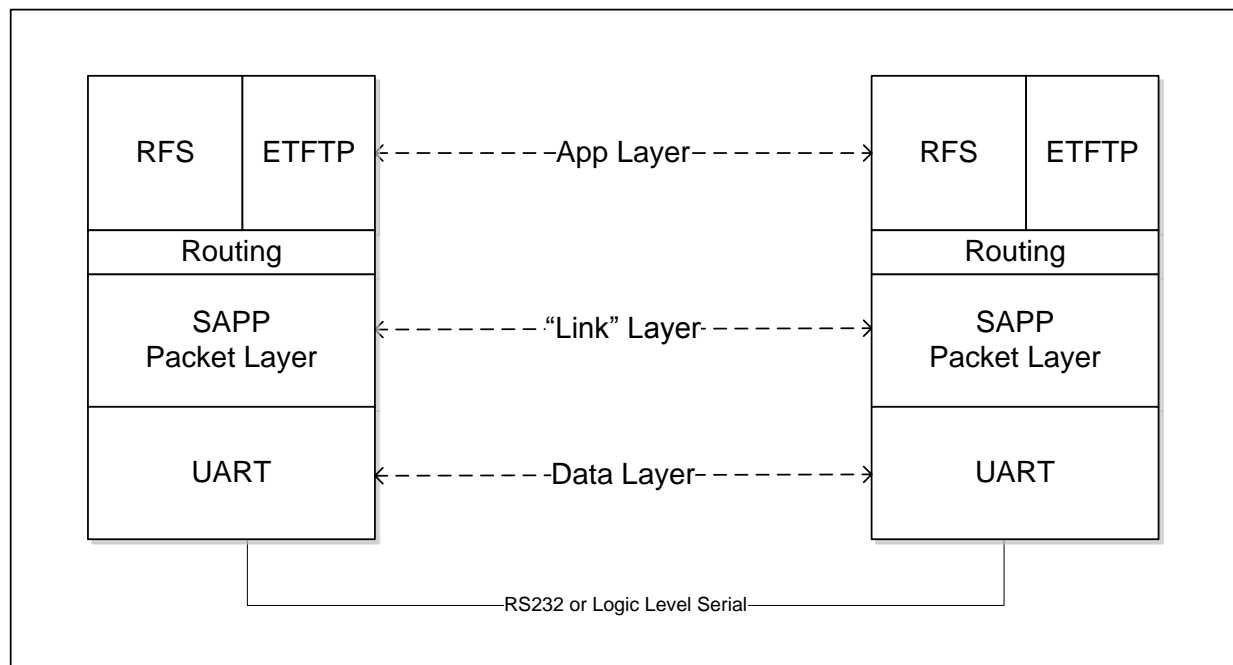 RFS ETFTP App Layer RFS ETFTP
Routing Routing
SAPP “Link” Layer SAPP
Packet Layer Packet Layer
UART Data Layer UART
RS232 or Logic Level Serial